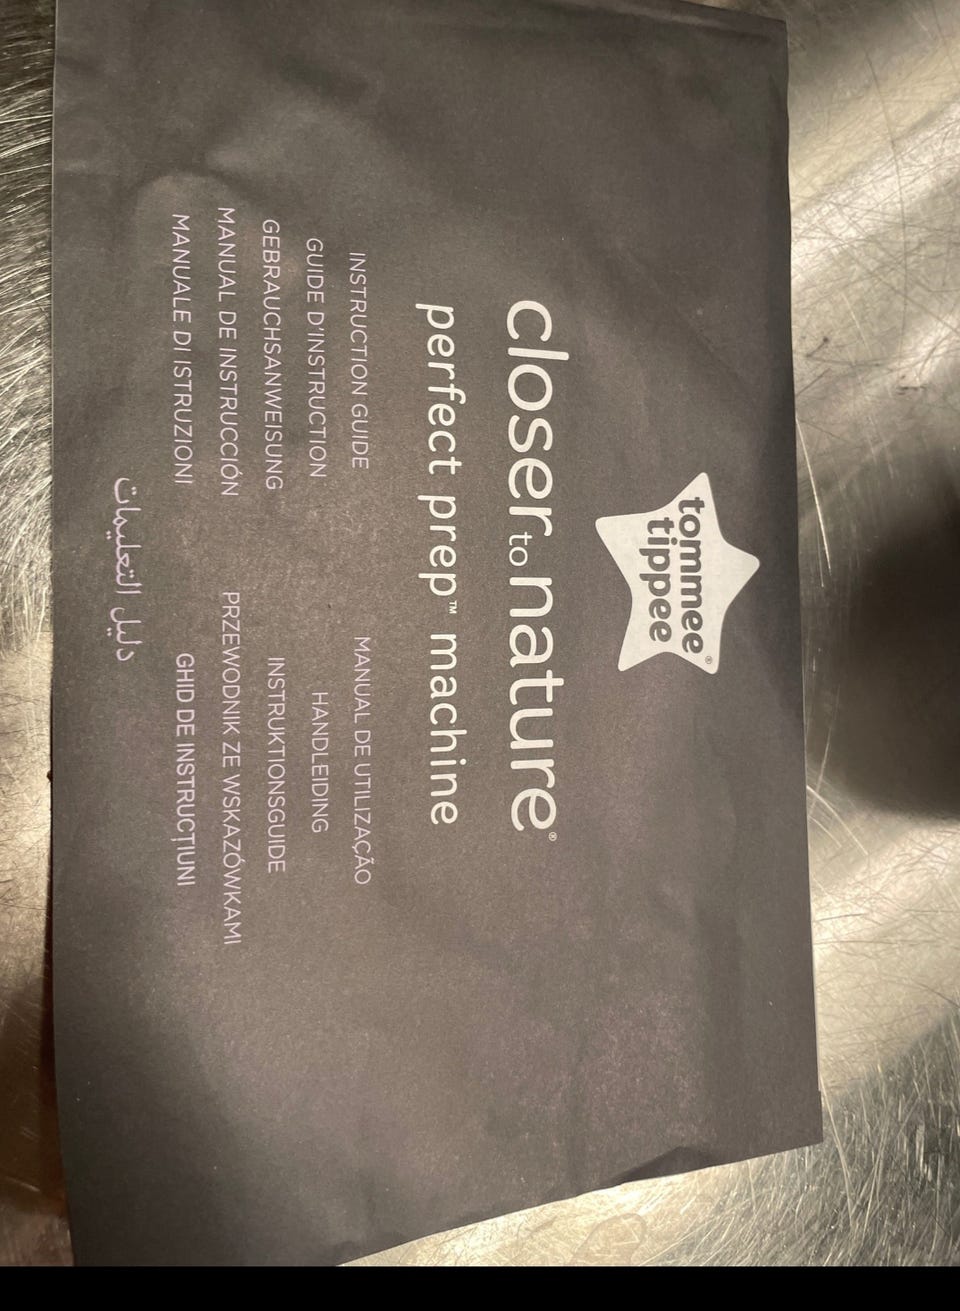 tommee
tippee®
closer to nature®
perfect prep™ machine
INSTRUCTION GUIDE
GUIDE D'INSTRUCTION
GEBRAUCHSANWEISUNG
MANUAL DE INSTRUCCIÓN
MANUALE DI ISTRUZIONI
MANUAL DE UTILIZAÇÃO
HANDLEIDING
INSTRUKTIONSGUIDE
PRZEWODNIK ZE WSKAZÓWKAMI
GHID DE INSTRUCȚIUNI
دليل التعليمات